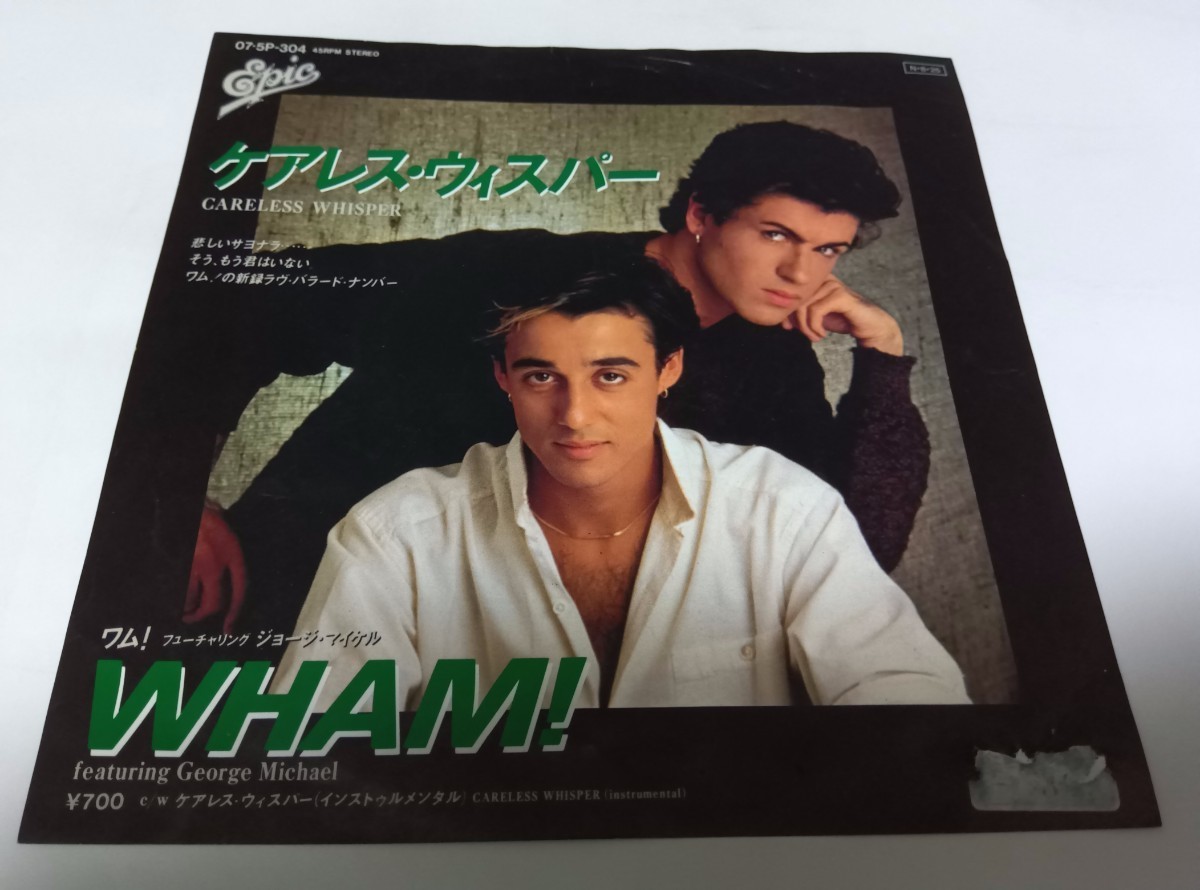 07·5P-304 45RPM STEREO
N-6-25
Epic
ケアレス・ウィスパー
CARELESS WHISPER
悲しいサヨナラ……
そう、もう君はいない
ワム!の新録ラヴ・バラード・ナンバー
ワム! フューチャリング ジョージ・マイケル
WHAM!
featuring George Michael
¥700 c/w ケアレス・ウィスパー(インストゥルメンタル) CARELESS WHISPER (instrumental)